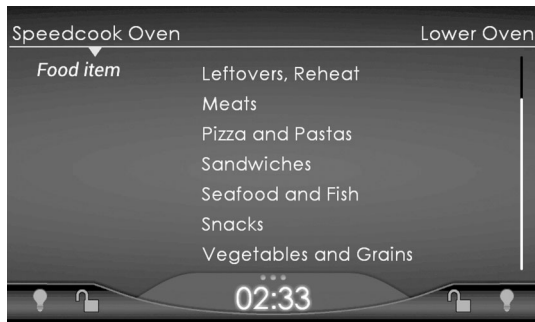 Speedcook Oven Lower Oven
Food item
Leftovers, Reheat
Meats
Pizza and Pastas
Sandwiches
Seafood and Fish
Snacks
Vegetables and Grains
02:33